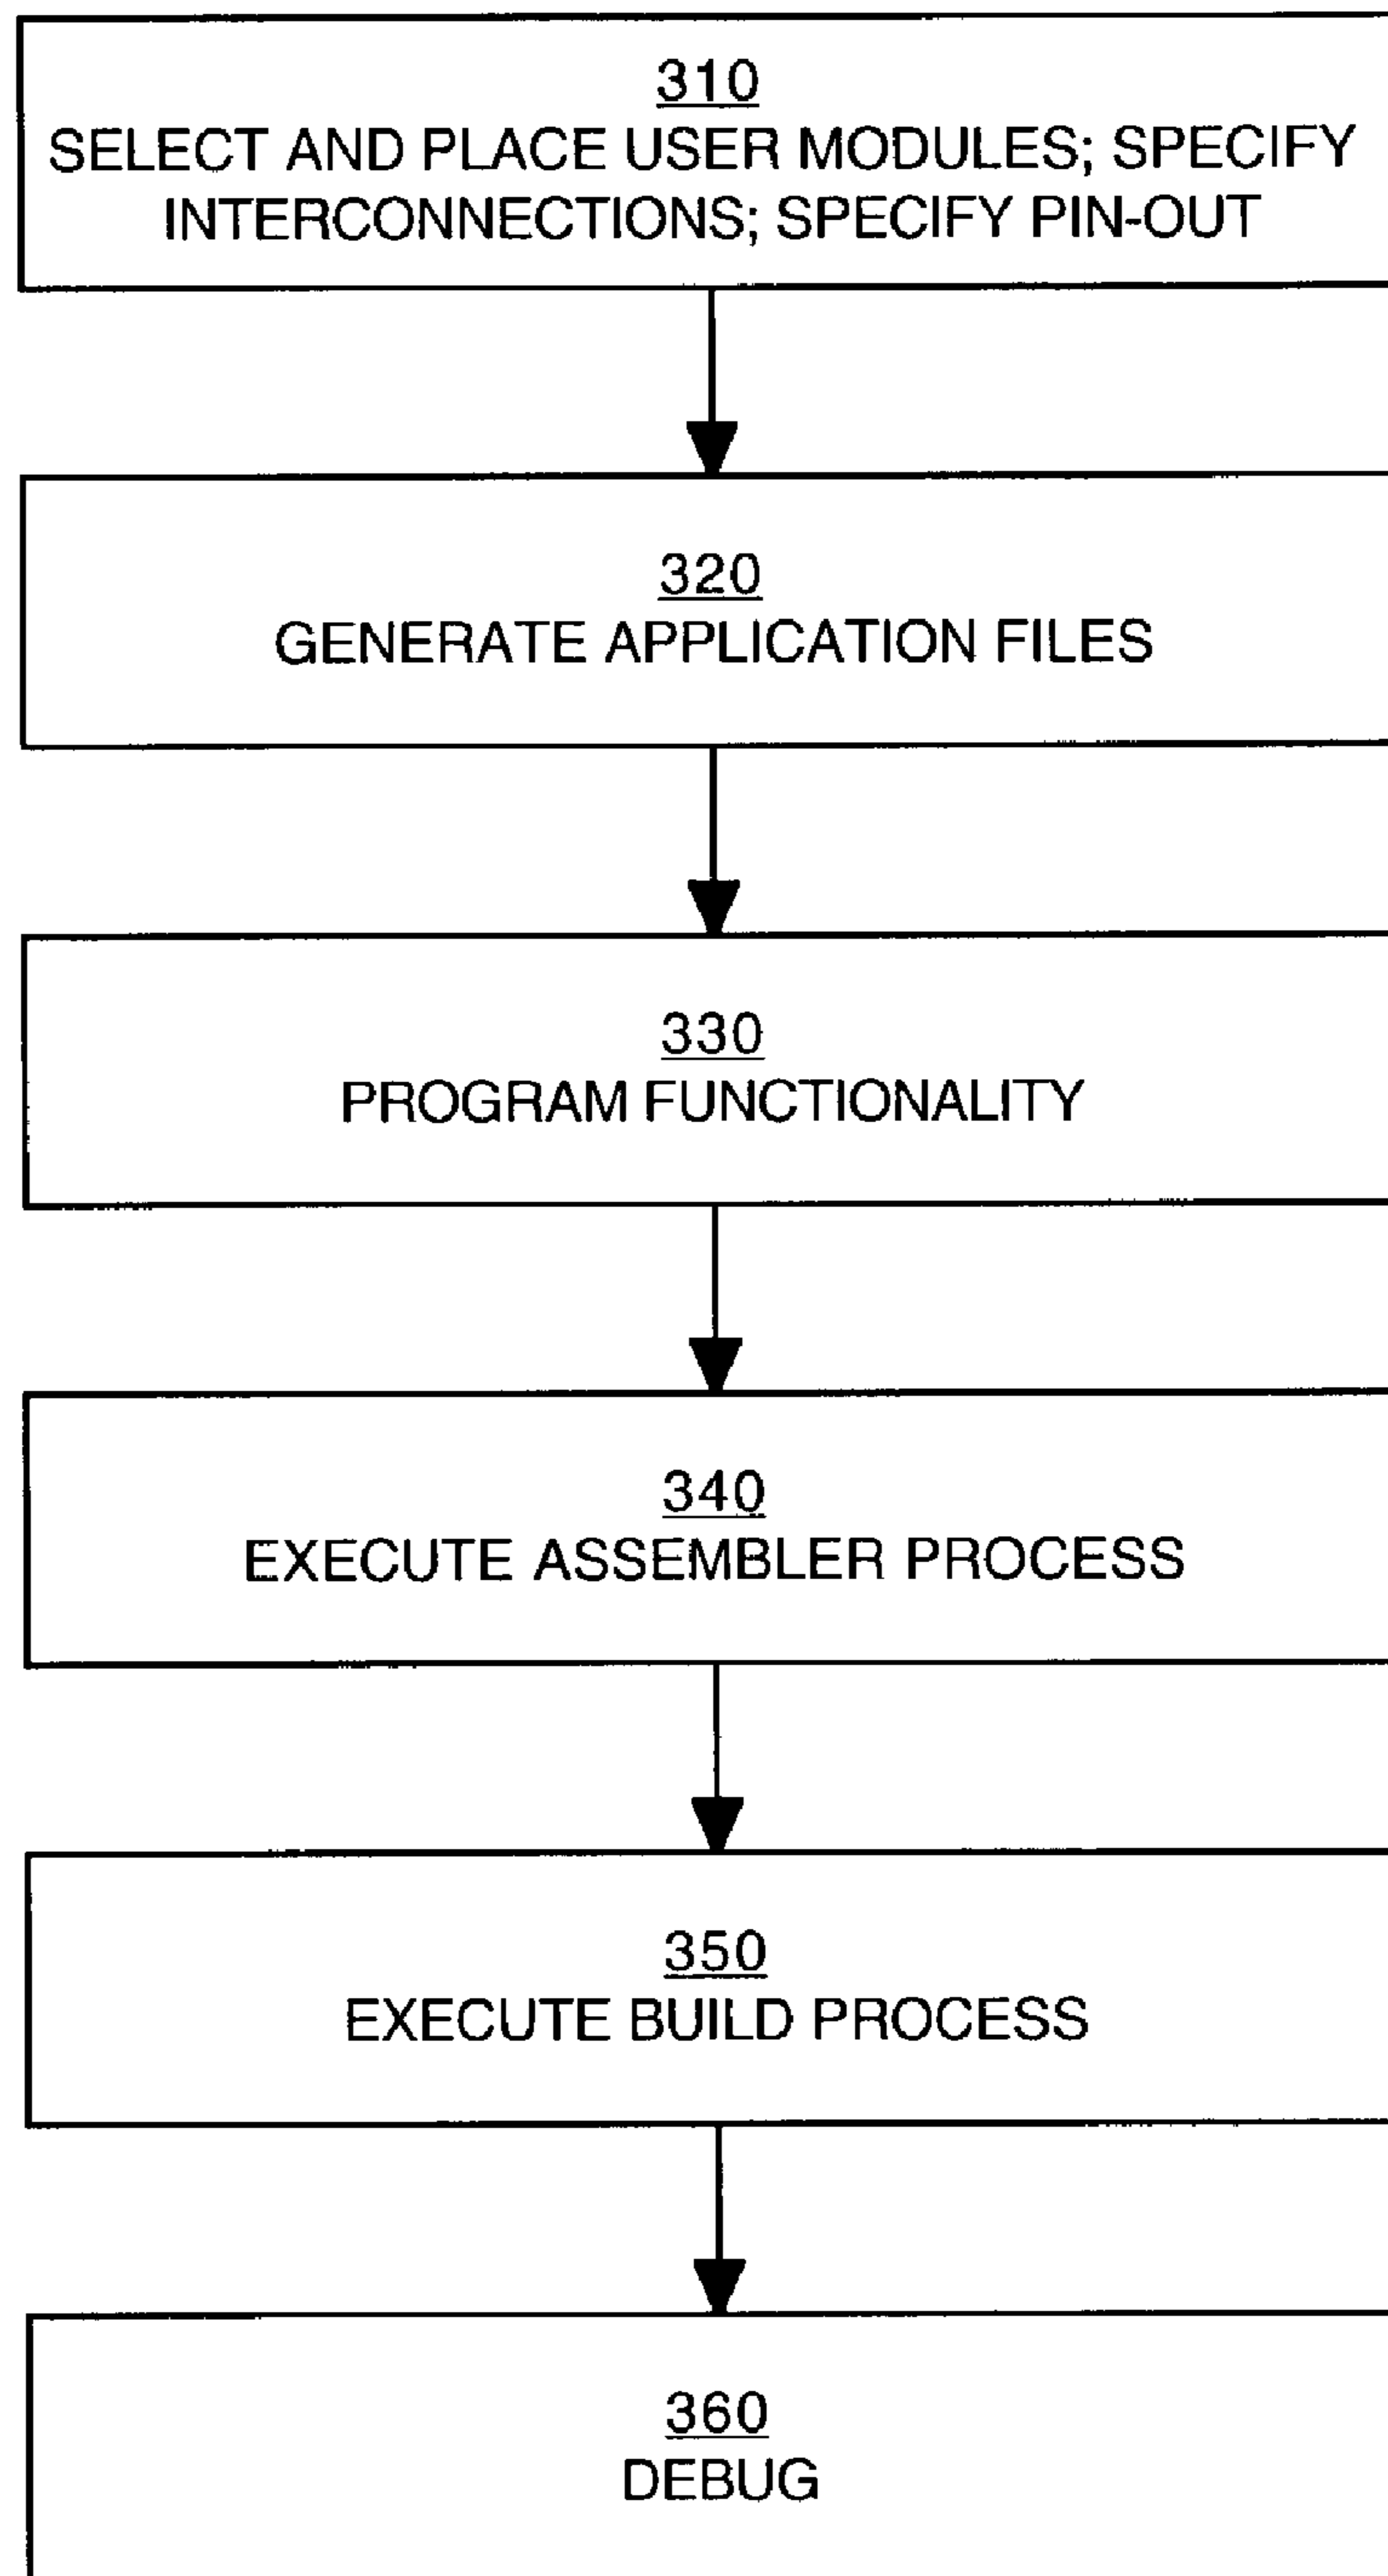 310
SELECT AND PLACE USER MODULES; SPECIFY
INTERCONNECTIONS; SPECIFY PIN-OUT
320
GENERATE APPLICATION FILES
330
PROGRAM FUNCTIONALITY
340
EXECUTE ASSEMBLER PROCESS
350
EXECUTE BUILD PROCESS
360
DEBUG